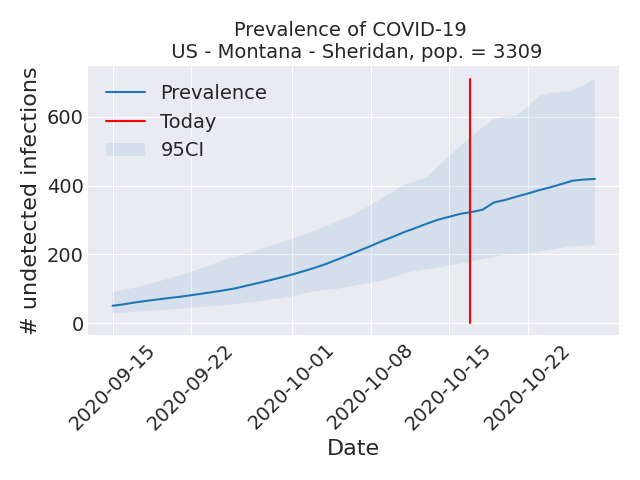 Prevalence of COVID-19
US - Montana - Sheridan, pop. = 3309
# undetected infections
600
400
200
0
Prevalence
Today
95CI
2020-09-15
2020-09-22
2020-10-01
2020-10-08
2020-10-15
2020-10-22
Date